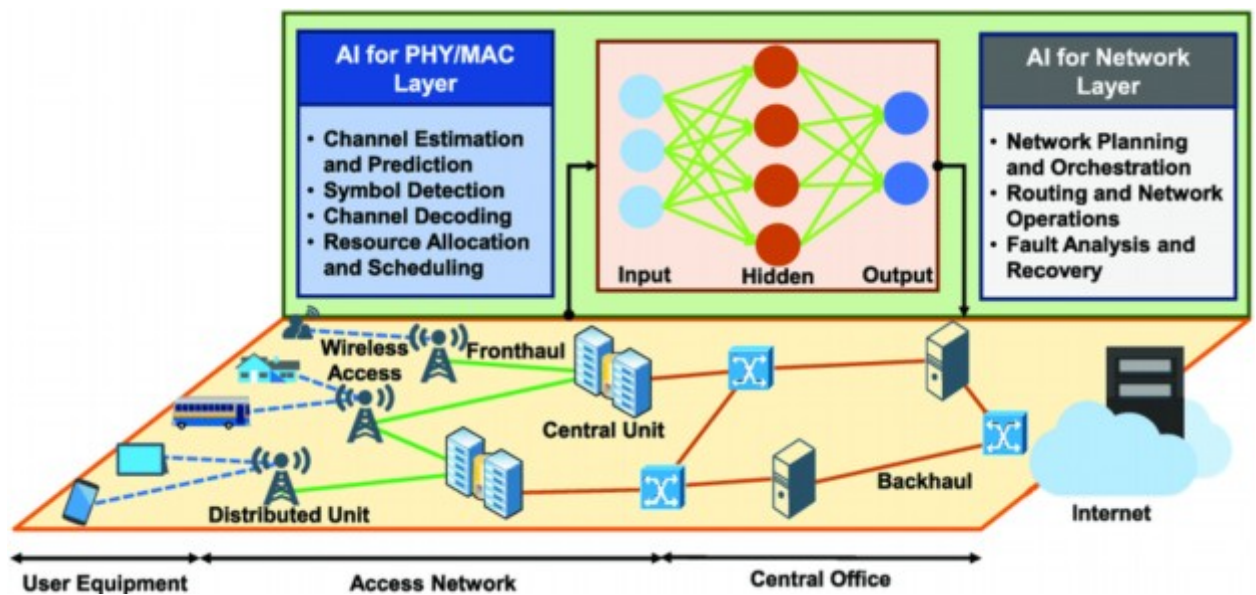 AI for PHY/MAC
Layer
• Channel Estimation
and Prediction
• Symbol Detection
• Channel Decoding
• Resource Allocation
and Scheduling
Input
Hidden
Output
AI for Network
Layer
• Network Planning
and Orchestration
• Routing and Network
Operations
• Fault Analysis and
Recovery
Wireless
Access
Fronthaul
Central Unit
Distributed Unit
Backhaul
Internet
User Equipment
Access Network
Central Office